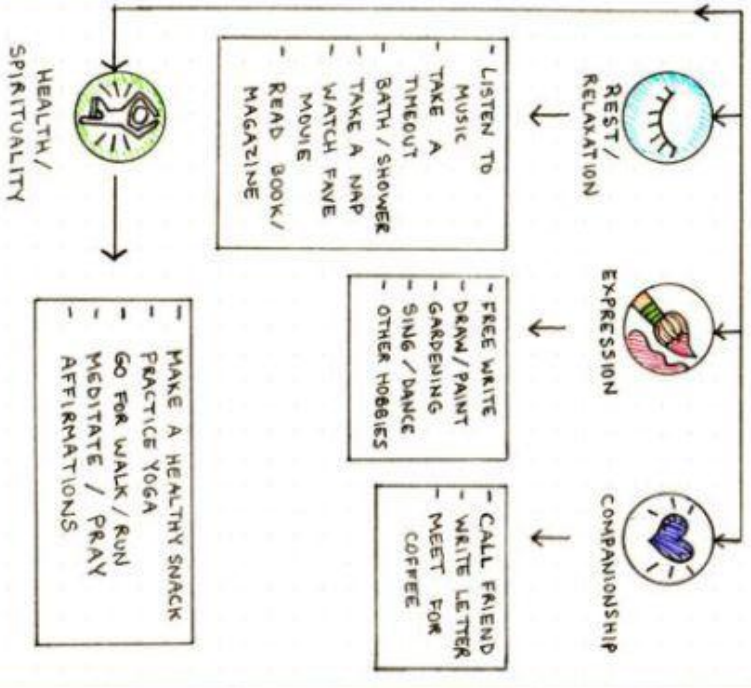 REST/
RELAXATION
- LISTEN TO
MUSIC
- TAKE A
TIMEOUT
- BATH/SHOWER
- TAKE A NAP
- WATCH FAVE
MOVIE
- READ BOOK/
MAGAZINE
EXPRESSION
- FREE WRITE
- DRAW/PAINT
- GARDENING
- SING/DANCE
- OTHER HOBBIES
COMPANIONSHIP
- CALL FRIEND
- WRITE LETTER
- MEET FOR
COFFEE
HEALTH/
SPIRITUALITY
- MAKE A HEALTHY SNACK
- PRACTICE YOGA
- GO FOR WALK/RUN
- MEDITATE / PRAY
- AFFIRMATIONS